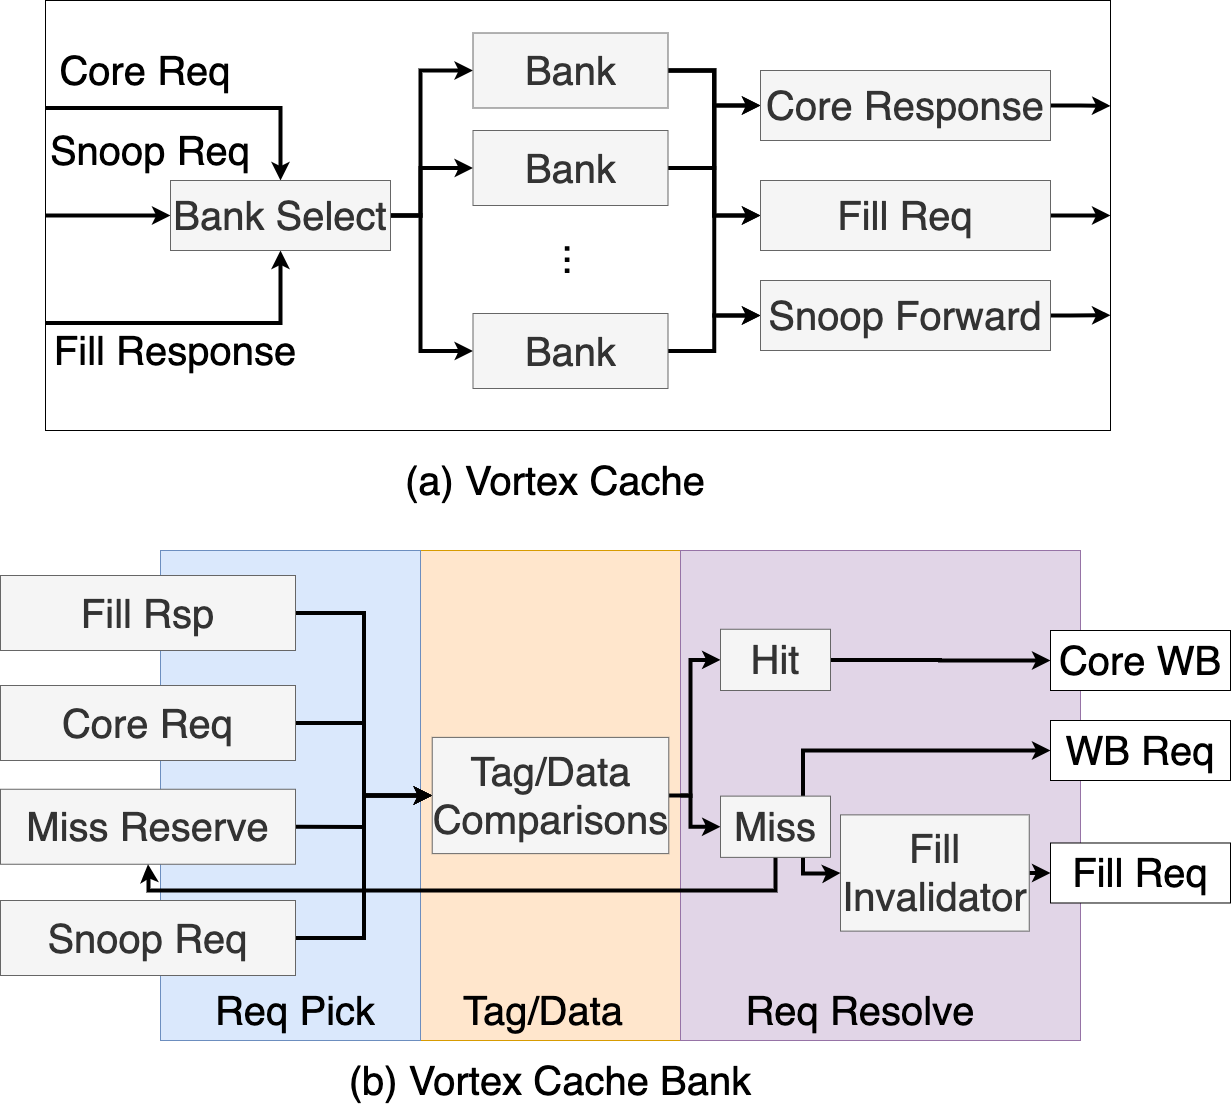 Core Req
Snoop Req
Bank Select
Fill Response
Bank
Bank
⋮
Bank
Core Response
Fill Req
Snoop Forward
(a) Vortex Cache
Fill Rsp
Core Req
Miss Reserve
Snoop Req
Req Pick
Tag/Data
Comparisons
Tag/Data
Hit
Miss
Fill
Invalidator
Req Resolve
Core WB
WB Req
Fill Req
(b) Vortex Cache Bank